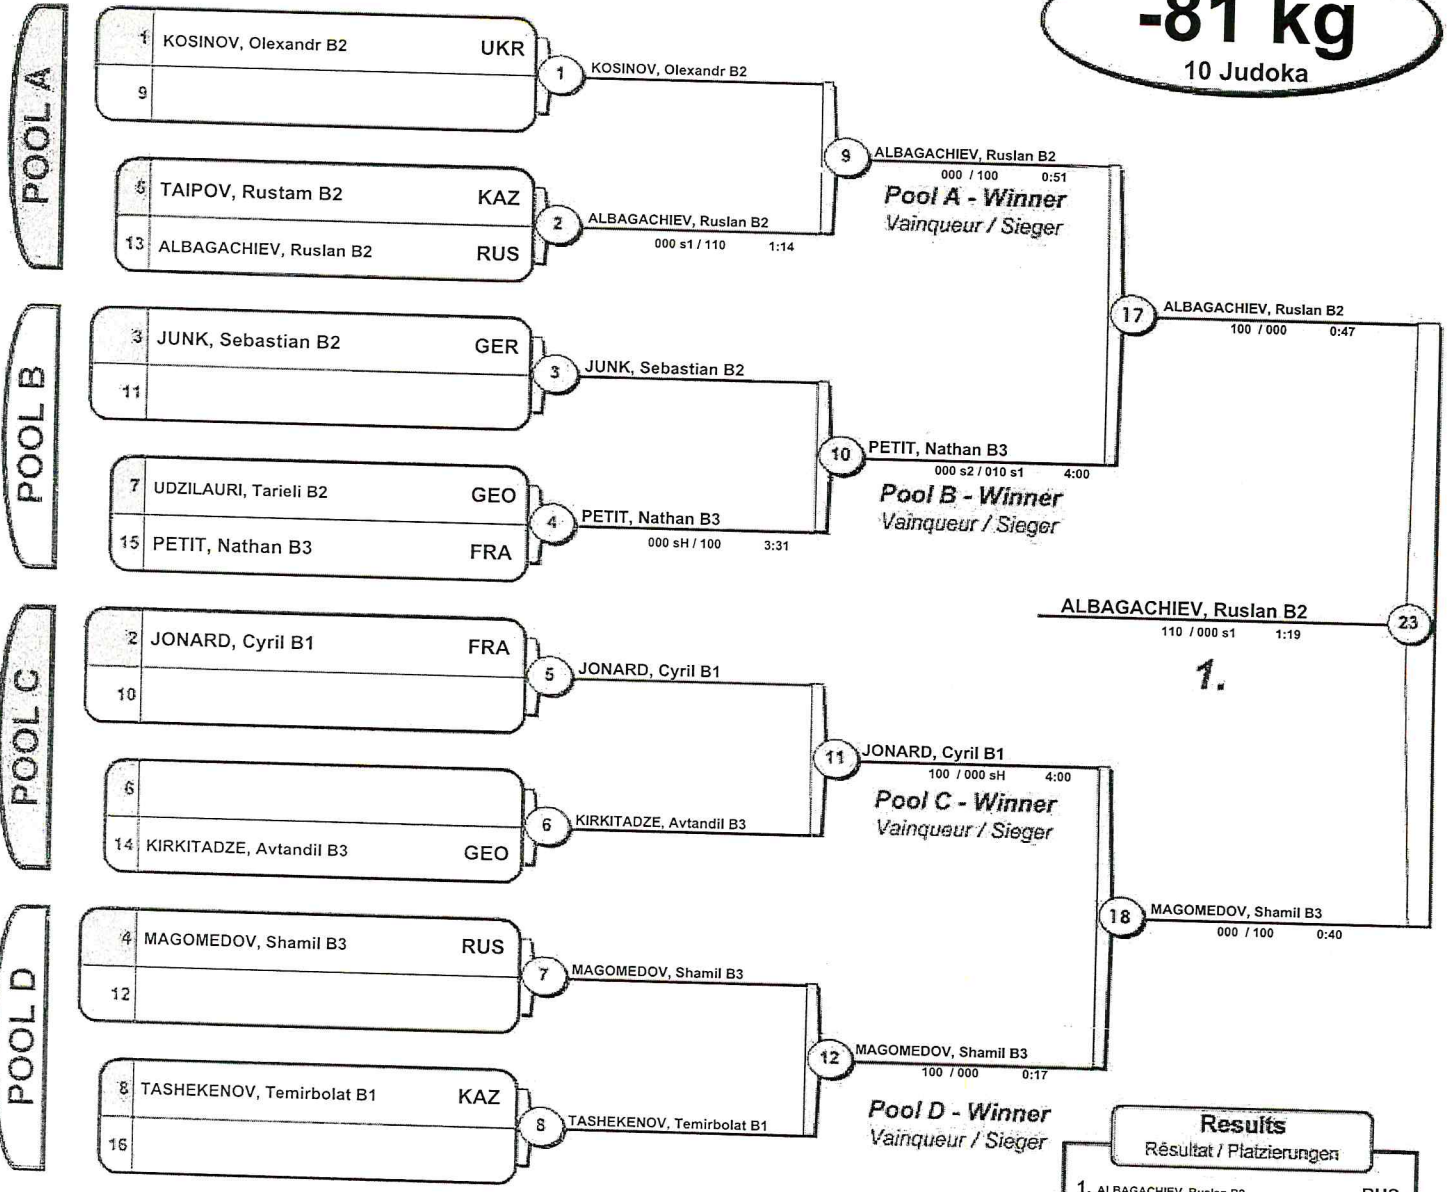 -81 kg
10 Judoka
POOL A
1 KOSINOV, Olexandr B2 UKR
9
1 KOSINOV, Olexandr B2
5 TAIPOV, Rustam B2 KAZ
13 ALBAGACHIEV, Ruslan B2 RUS
2 ALBAGACHIEV, Ruslan B2
000 s1 / 110 1:14
9 ALBAGACHIEV, Ruslan B2
000 / 100 0:51
Pool A - Winner
Vainqueur / Sieger
POOL B
3 JUNK, Sebastian B2 GER
11
3 JUNK, Sebastian B2
7 UDZILAURI, Tarieli B2 GEO
15 PETIT, Nathan B3 FRA
4 PETIT, Nathan B3
000 sH / 100 3:31
10 PETIT, Nathan B3
000 s2 / 010 s1 4:00
Pool B - Winner
Vainqueur / Sieger
17 ALBAGACHIEV, Ruslan B2
100 / 000 0:47
POOL C
2 JONARD, Cyril B1 FRA
10
5 JONARD, Cyril B1
6
14 KIRKITADZE, Avtandil B3 GEO
6 KIRKITADZE, Avtandil B3
11 JONARD, Cyril B1
100 / 000 sH 4:00
Pool C - Winner
Vainqueur / Sieger
ALBAGACHIEV, Ruslan B2 23
110 / 000 s1 1:19
1.
POOL D
4 MAGOMEDOV, Shamil B3 RUS
12
7 MAGOMEDOV, Shamil B3
8 TASHEKENOV, Temirbolat B1 KAZ
16
8 TASHEKENOV, Temirbolat B1
12 MAGOMEDOV, Shamil B3
100 / 000 0:17
Pool D - Winner
Vainqueur / Sieger
18 MAGOMEDOV, Shamil B3
000 / 100 0:40
Results
Résultat / Platzierungen
1. ALBAGACHIEV, Ruslan B2 RUS